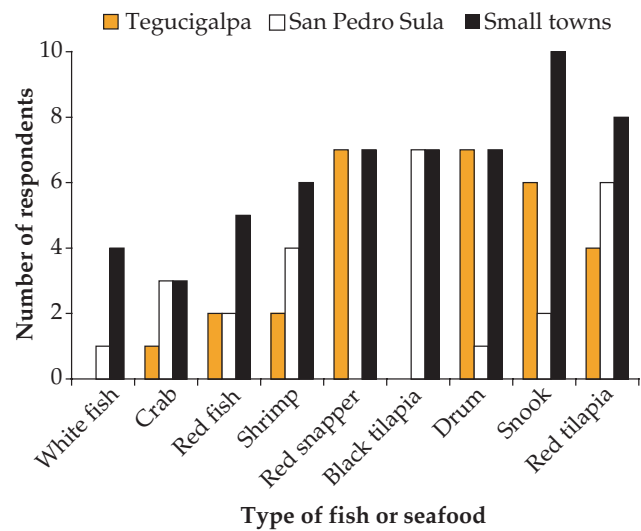 Tegucigalpa San Pedro Sula Small towns
Number of respondents
10
8
6
4
2
0
White fish
Crab
Red fish
Shrimp
Red snapper
Black tilapia
Drum
Snook
Red tilapia
Type of fish or seafood